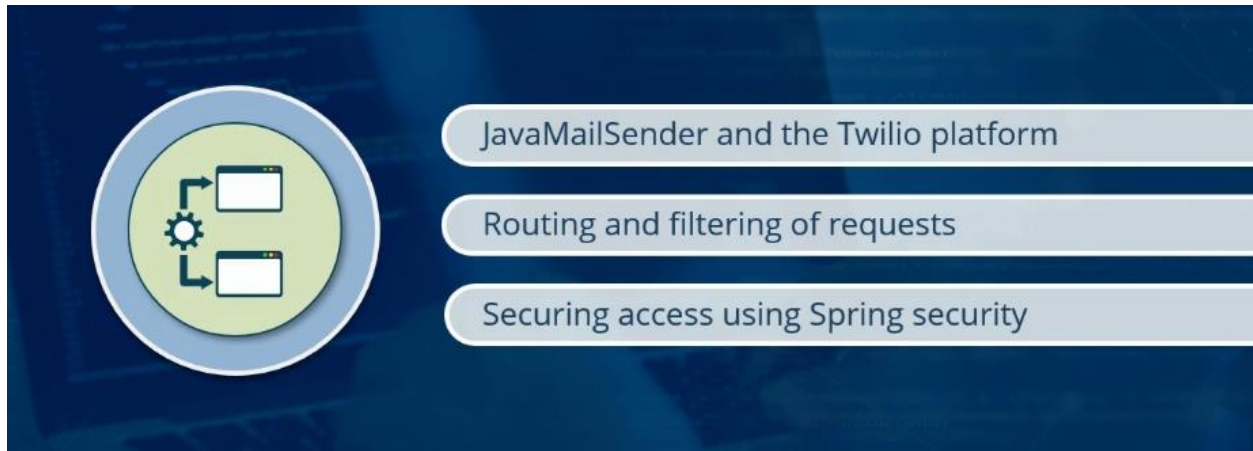 JavaMailSender and the Twilio platform
Routing and filtering of requests
Securing access using Spring security